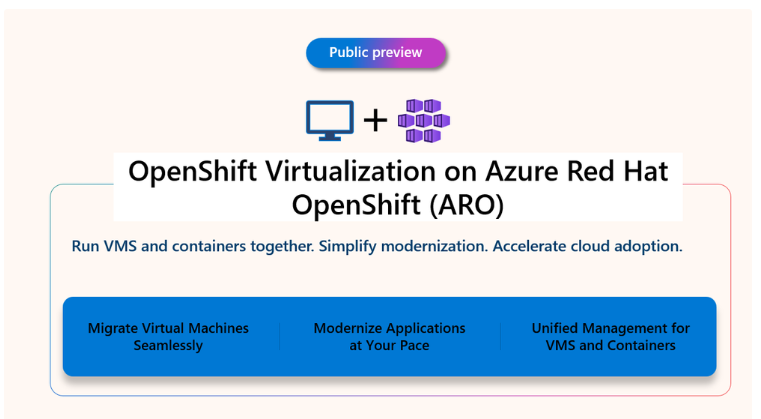 Public preview
OpenShift Virtualization on Azure Red Hat
OpenShift (ARO)
Run VMS and containers together. Simplify modernization. Accelerate cloud adoption.
Migrate Virtual Machines
Seamlessly
Modernize Applications
at Your Pace
Unified Management for
VMS and Containers